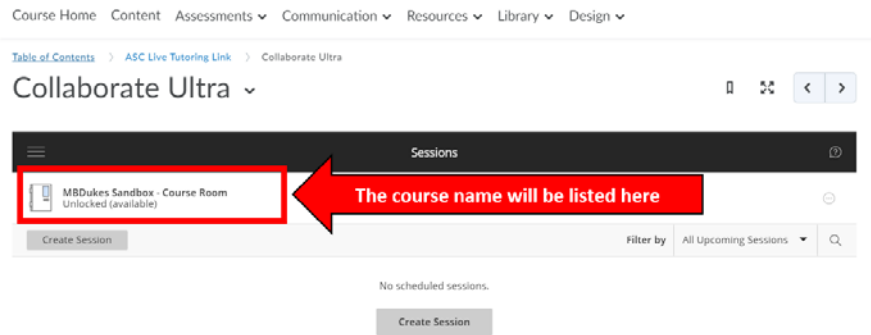 Course Home Content Assessments Communication Resources Library Design
Table of Contents > ASC Live Tutoring Link > Collaborate Ultra
Collaborate Ultra
Sessions
MBDukes Sandbox - Course Room
Unlocked (available)
The course name will be listed here
Create Session Filter by All Upcoming Sessions
No scheduled sessions.
Create Session